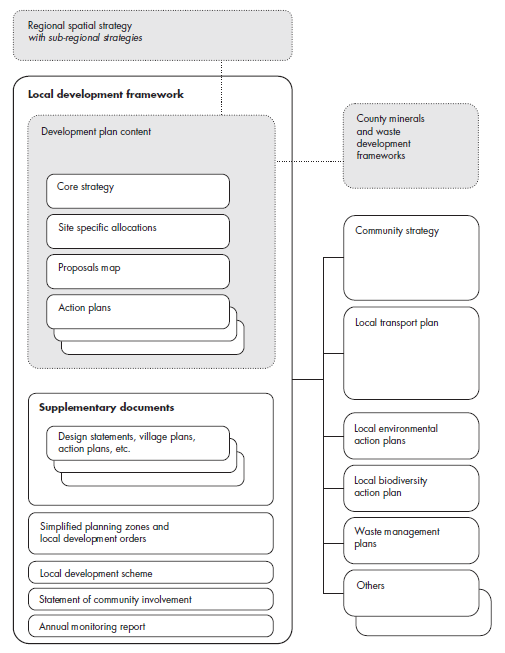 Regional spatial strategy
with sub-regional strategies
Local development framework
Development plan content
Core strategy
Site specific allocations
Proposals map
Action plans
Supplementary documents
Design statements, village plans,
action plans, etc.
Simplified planning zones and
local development orders
Local development scheme
Statement of community involvement
Annual monitoring report
County minerals
and waste
development
frameworks
Community strategy
Local transport plan
Local environmental
action plans
Local biodiversity
action plan
Waste management
plans
Others